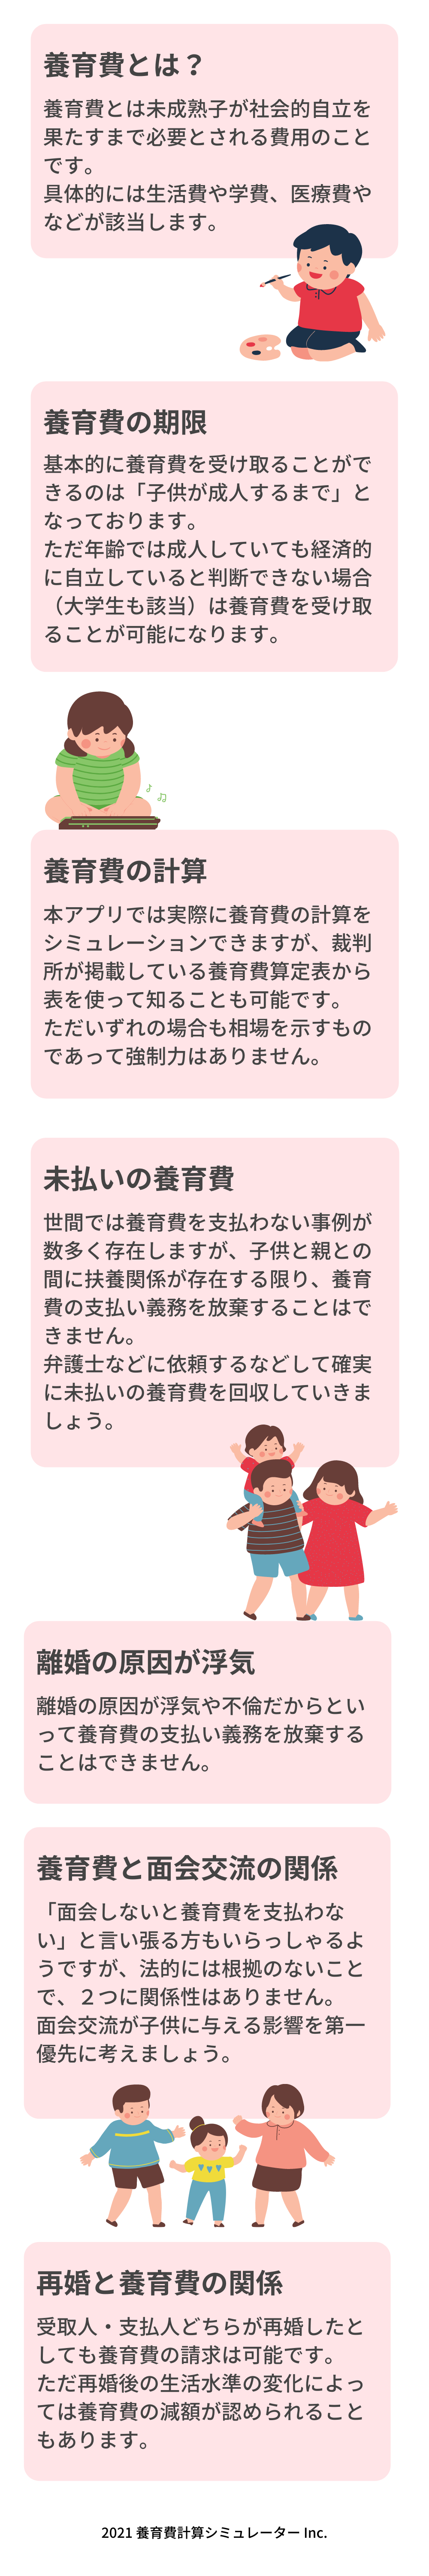 養育費とは？
養育費とは未成熟子が社会的自立を
果たすまで必要とされる費用のこと
です。
具体的には生活費や学費、医療費や
などが該当します。
養育費の期限
基本的に養育費を受け取ることがで
きるのは「子供が成人するまで」と
なっております。
ただ年齢では成人していても経済的
に自立していると判断できない場合
（大学生も該当）は養育費を受け取
ることが可能になります。
養育費の計算
本アプリでは実際に養育費の計算を
シミュレーションできますが、裁判
所が掲載している養育費算定表から
表を使って知ることも可能です。
ただいずれの場合も相場を示すもの
であって強制力はありません。
未払いの養育費
世間では養育費を支払わない事例が
数多く存在しますが、子供と親との
間に扶養関係が存在する限り、養育
費の支払い義務を放棄することはで
きません。
弁護士などに依頼するなどして確実
に未払いの養育費を回収していきま
しょう。
離婚の原因が浮気
離婚の原因が浮気や不倫だからとい
って養育費の支払い義務を放棄する
ことはできません。
養育費と面会交流の関係
「面会しないと養育費を支払わな
い」と言い張る方もいらっしゃるよ
うですが、法的には根拠のないこと
で、２つに関係性はありません。
面会交流が子供に与える影響を第一
優先に考えましょう。
再婚と養育費の関係
受取人・支払人どちらが再婚したと
しても養育費の請求は可能です。
ただ再婚後の生活水準の変化によっ
ては養育費の減額が認められること
もあります。
2021 養育費計算シミュレーター Inc.